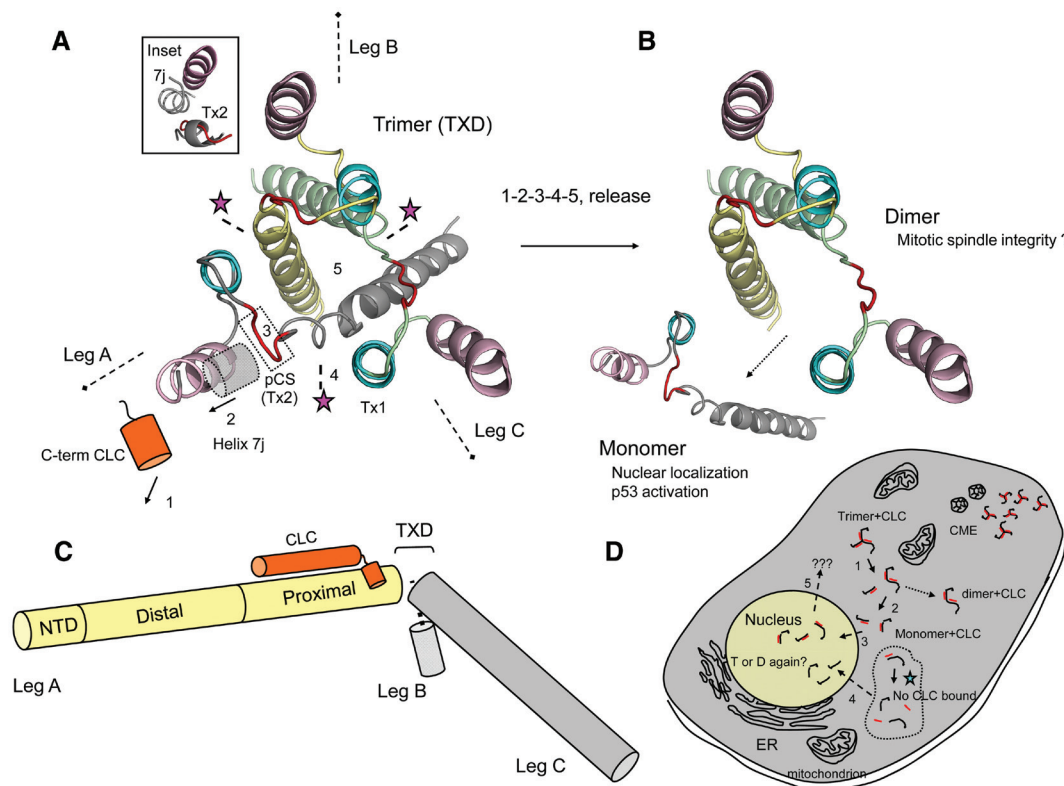 A
Inset
7j
Tx2
Leg B
Trimer (TXD)
5
3
Leg A
pCS
(Tx2)
4
Tx1
2
Helix 7j
Leg C
C-term CLC
1
1-2-3-4-5, release
B
Dimer
Mitotic spindle integrity ↑
Monomer
Nuclear localization
p53 activation
C
CLC
TXD
NTD
Distal
Proximal
Leg A
Leg B
Leg C
D
Trimer+CLC
CME
1
???
5
dimer+CLC
2
Nucleus
Monomer+CLC
3
T or D again?
No CLC bound
4
ER
mitochondrion